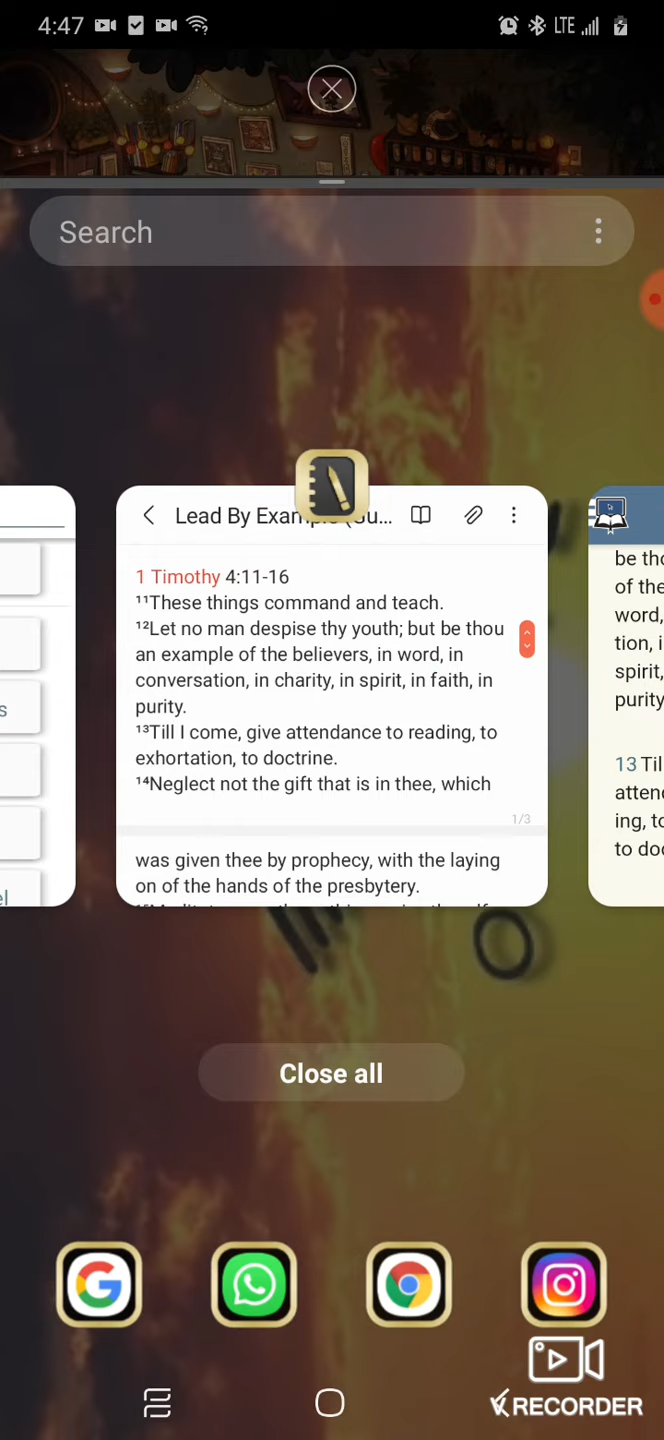 4:47 LTE
Search
Lead By Exam
1 Timothy 4:11-16
¹¹These things command and teach.
¹²Let no man despise thy youth; but be thou
an example of the believers, in word, in
conversation, in charity, in spirit, in faith, in
purity.
¹³Till I come, give attendance to reading, to
exhortation, to doctrine.
¹⁴Neglect not the gift that is in thee, which
1/3
was given thee by prophecy, with the laying
on of the hands of the presbytery.
s
el
be tho
of the
word,
tion, i
spirit,
purity
13 Til
attend
ing, to
to doc
Close all
RECORDER